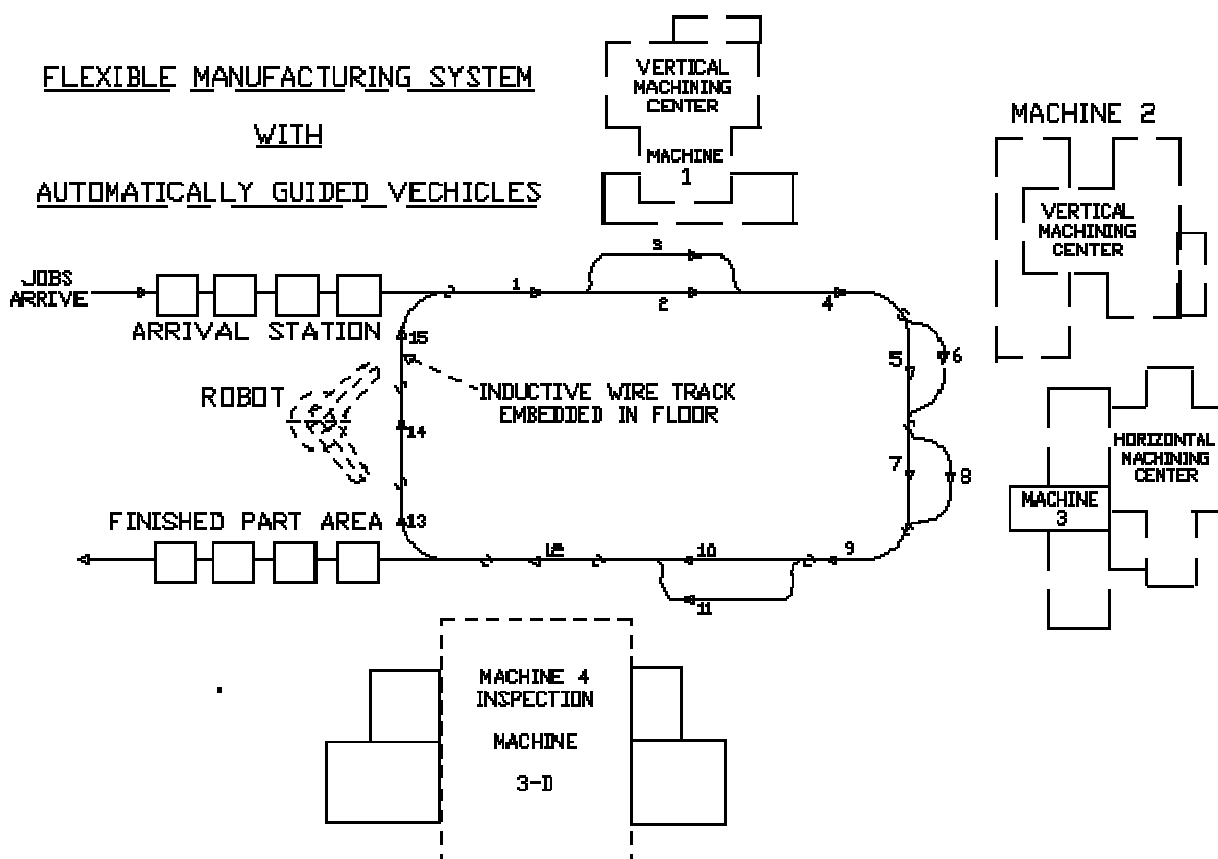 FLEXIBLE MANUFACTURING SYSTEM
WITH
AUTOMATICALLY GUIDED VECHICLES
VERTICAL
MACHINING
CENTER
MACHINE
1
MACHINE 2
VERTICAL
MACHINING
CENTER
JOBS
ARRIVE
ARRIVAL STATION
1
2
3
4
5
6
7
8
9
10
11
12
13
14
15
ROBOT
INDUCTIVE WIRE TRACK
EMBEDDED IN FLOOR
HORIZONTAL
MACHINING
CENTER
MACHINE
3
FINISHED PART AREA
MACHINE 4
INSPECTION
MACHINE
3-D